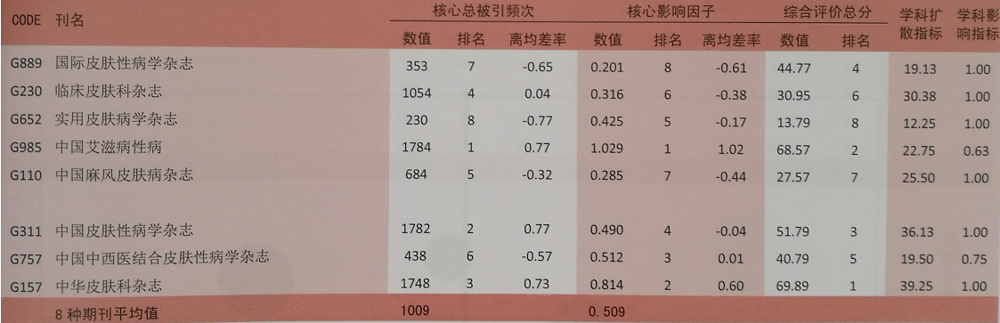 CODE 刊名 核心总被引频次 核心影响因子 综合评价总分 学科扩散指标 学科影响指标
数值 排名 离均差率 数值 排名 离均差率 数值 排名
G889 国际皮肤性病学杂志 353 7 -0.65 0.201 8 -0.61 44.77 4 19.13 1.00
G230 临床皮肤科杂志 1054 4 0.04 0.316 6 -0.38 30.95 6 30.38 1.00
G652 实用皮肤病学杂志 230 8 -0.77 0.425 5 -0.17 13.79 8 12.25 1.00
G985 中国艾滋病性病 1784 1 0.77 1.029 1 1.02 68.57 2 22.75 0.63
G110 中国麻风皮肤病杂志 684 5 -0.32 0.285 7 -0.44 27.57 7 25.50 1.00
G311 中国皮肤性病学杂志 1782 2 0.77 0.490 4 -0.04 51.79 3 36.13 1.00
G757 中国中西医结合皮肤性病学杂志 438 6 -0.57 0.512 3 0.01 40.79 5 19.50 0.75
G157 中华皮肤科杂志 1748 3 0.73 0.814 2 0.60 69.89 1 39.25 1.00
8 种期刊平均值 1009 0.509